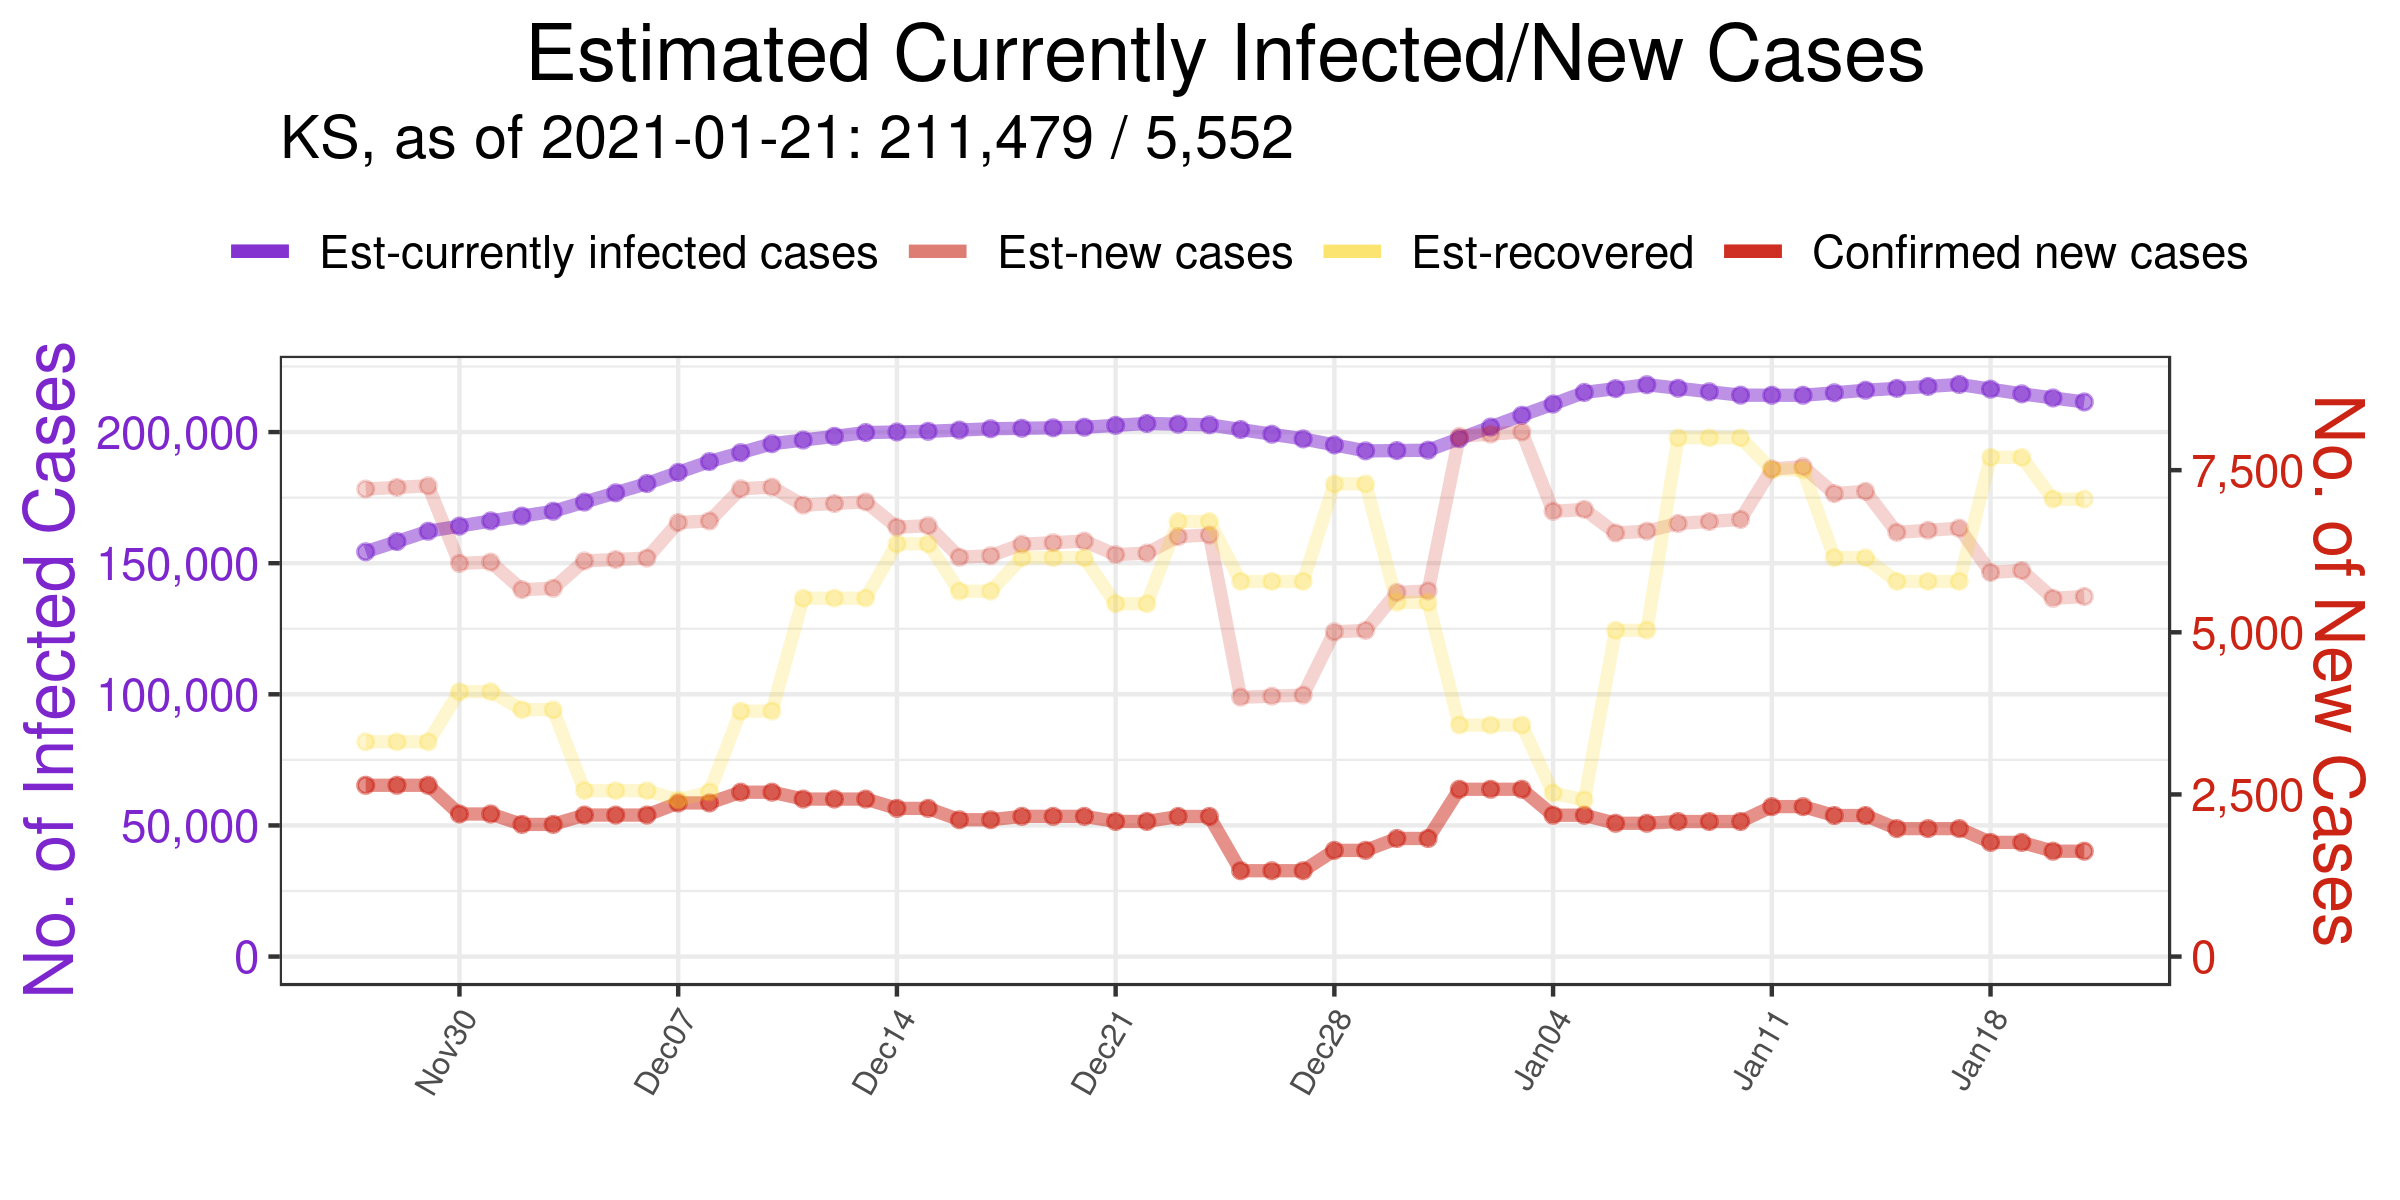 Estimated Currently Infected/New Cases
KS, as of 2021-01-21: 211,479 / 5,552
Est-currently infected cases Est-new cases Est-recovered Confirmed new cases
No. of Infected Cases
200,000
150,000
100,000
50,000
0
7,500
5,000
2,500
0
No. of New Cases
Nov30 Dec07 Dec14 Dec21 Dec28 Jan04 Jan11 Jan18